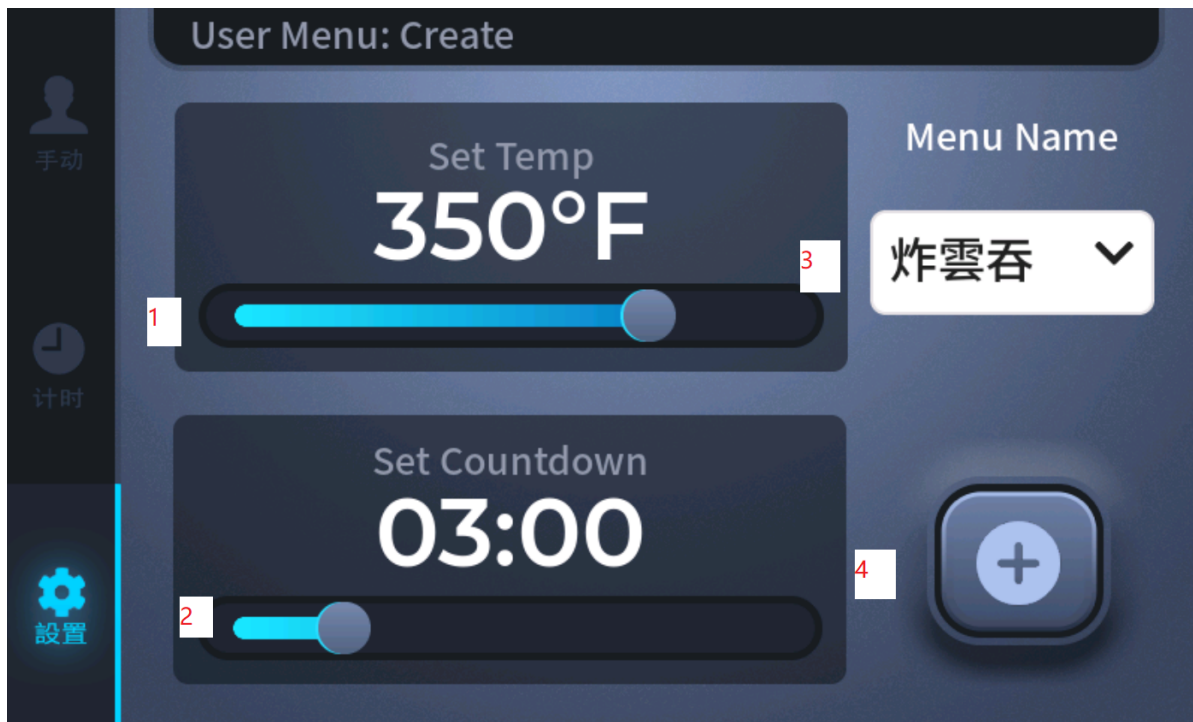 User Menu: Create
手动
Set Temp
350°F
Menu Name
3
炸雲吞
1
计时
Set Countdown
03:00
4
2
設置